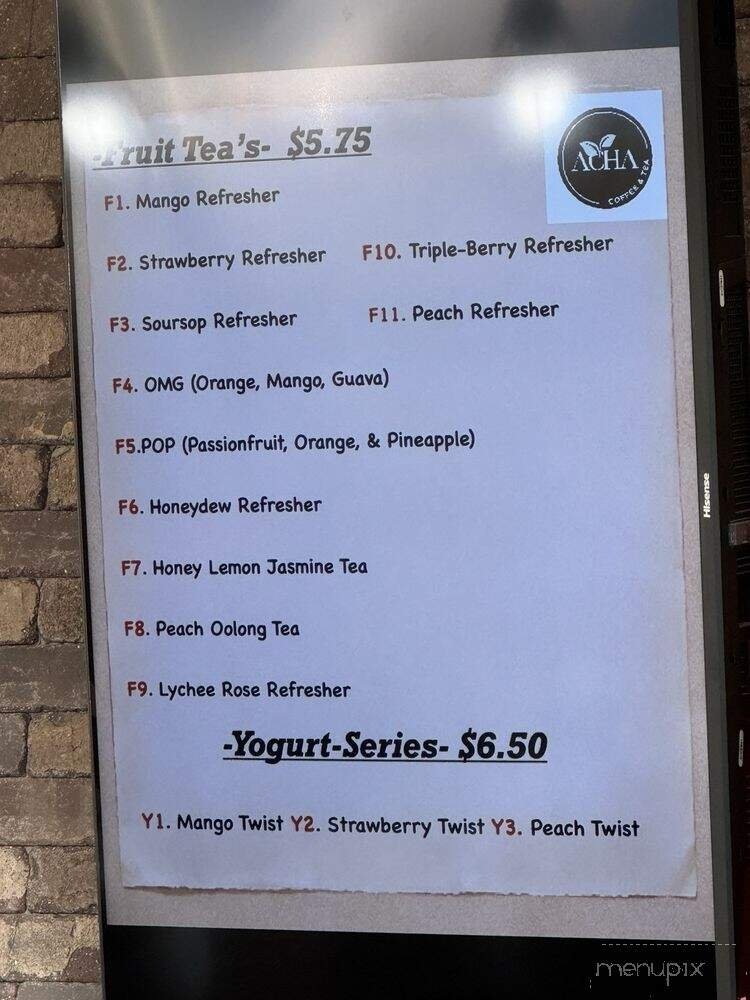 -Fruit Tea's- $5.75
ACHA
COFFEE & TEA
F1. Mango Refresher
F2. Strawberry Refresher F10. Triple-Berry Refresher
F3. Soursop Refresher F11. Peach Refresher
F4. OMG (Orange, Mango, Guava)
F5.POP (Passionfruit, Orange, & Pineapple)
F6. Honeydew Refresher
F7. Honey Lemon Jasmine Tea
F8. Peach Oolong Tea
F9. Lychee Rose Refresher
-Yogurt-Series- $6.50
Y1. Mango Twist Y2. Strawberry Twist Y3. Peach Twist
Hisense
menupix